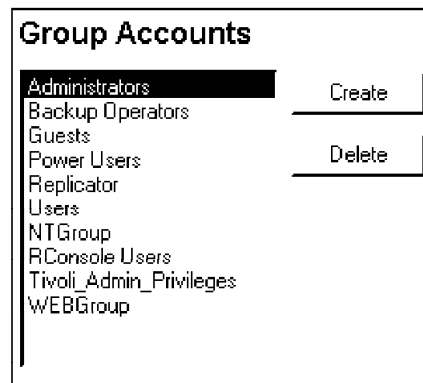 Group Accounts
Administrators
Backup Operators
Guests
Power Users
Replicator
Users
NTGroup
RConsole Users
Tivoli_Admin_Privileges
WEBGroup
Create
Delete